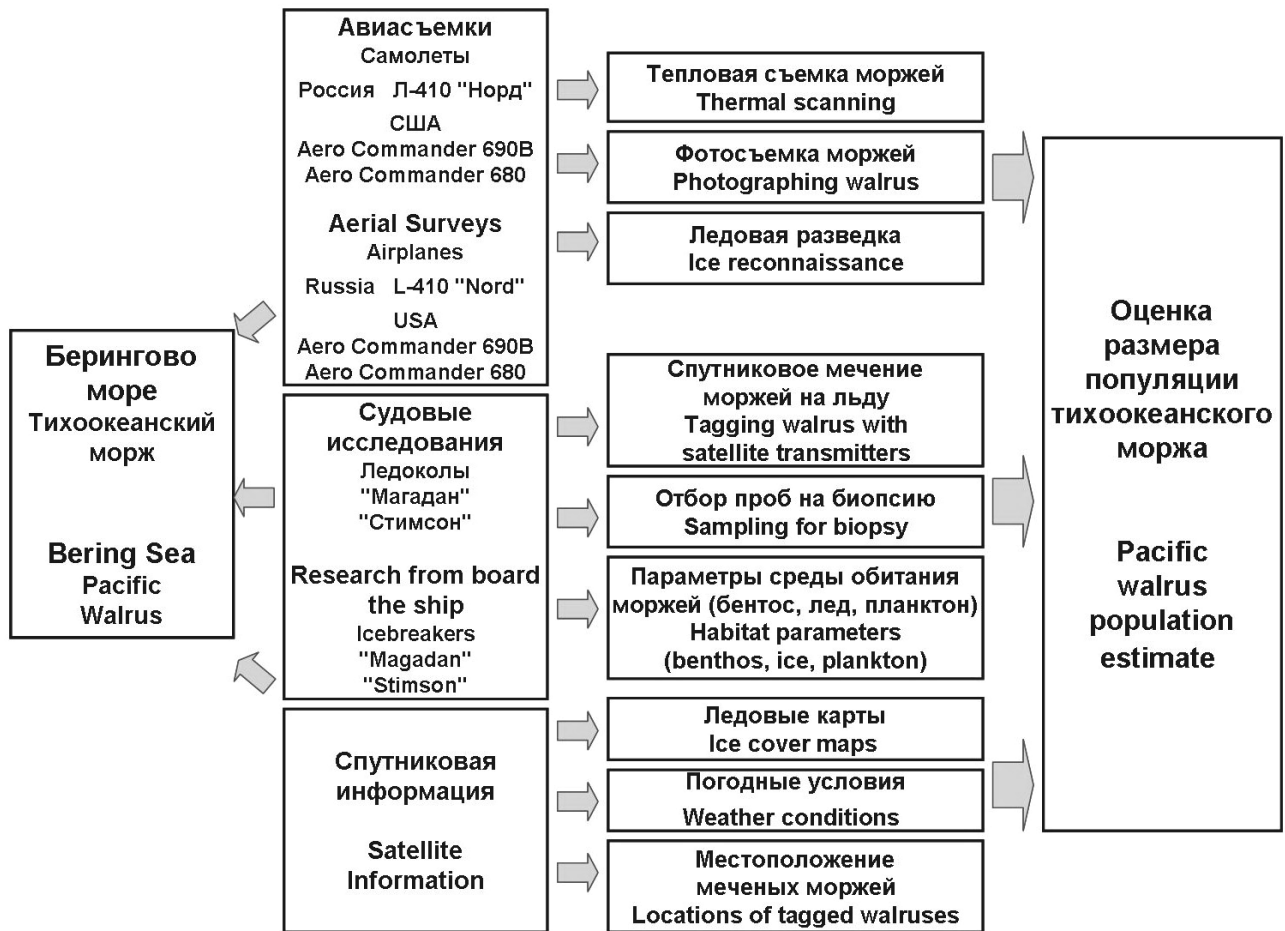 Берингово
море
Тихоокеанский
морж
Bering Sea
Pacific
Walrus
Авиасъемки
Самолеты
Россия Л-410 "Норд"
США
Aero Commander 690B
Aero Commander 680
Aerial Surveys
Airplanes
Russia L-410 "Nord"
USA
Aero Commander 690B
Aero Commander 680
Судовые
исследования
Ледоколы
"Магадан"
"Стимсон"
Research from board
the ship
Icebreakers
"Magadan"
"Stimson"
Спутниковая
информация
Satellite
Information
Тепловая съемка моржей
Thermal scanning
Фотосъемка моржей
Photographing walrus
Ледовая разведка
Ice reconnaissance
Спутниковое мечение
моржей на льду
Tagging walrus with
satellite transmitters
Отбор проб на биопсию
Sampling for biopsy
Параметры среды обитания
моржей (бентос, лед, планктон)
Habitat parameters
(benthos, ice, plankton)
Ледовые карты
Ice cover maps
Погодные условия
Weather conditions
Местоположение
меченых моржей
Locations of tagged walruses
Оценка
размера
популяции
тихоокеанского
моржа
Pacific
walrus
population
estimate